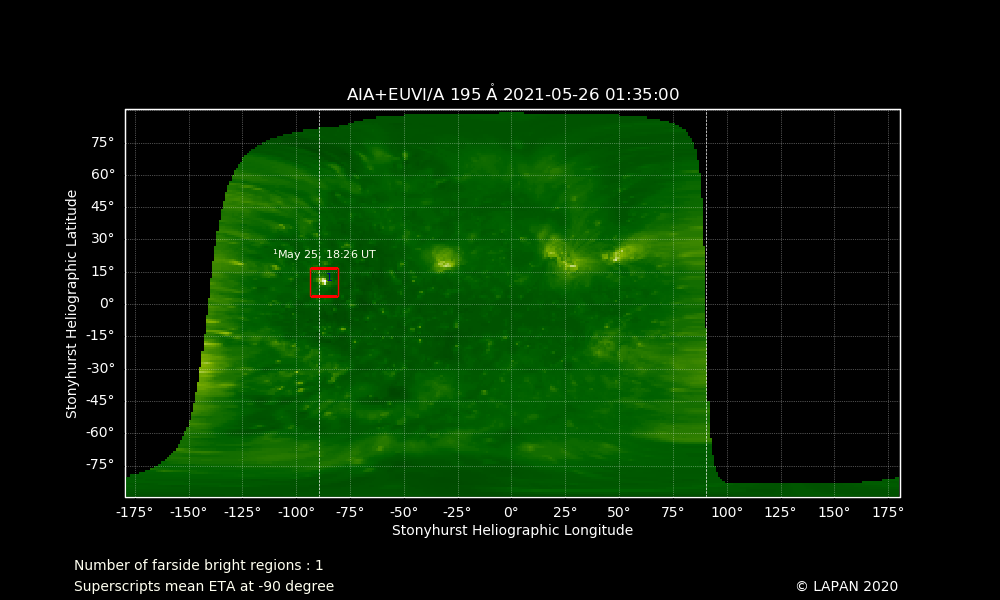 AIA+EUVI/A 195 Å 2021-05-26 01:35:00
75°
60°
45°
30°
¹May 25, 18:26 UT
15°
0°
-15°
-30°
-45°
-60°
-75°
Stonyhurst Heliographic Latitude
-175° -150° -125° -100° -75° -50° -25° 0° 25° 50° 75° 100° 125° 150° 175°
Stonyhurst Heliographic Longitude
Number of farside bright regions : 1
Superscripts mean ETA at -90 degree
© LAPAN 2020